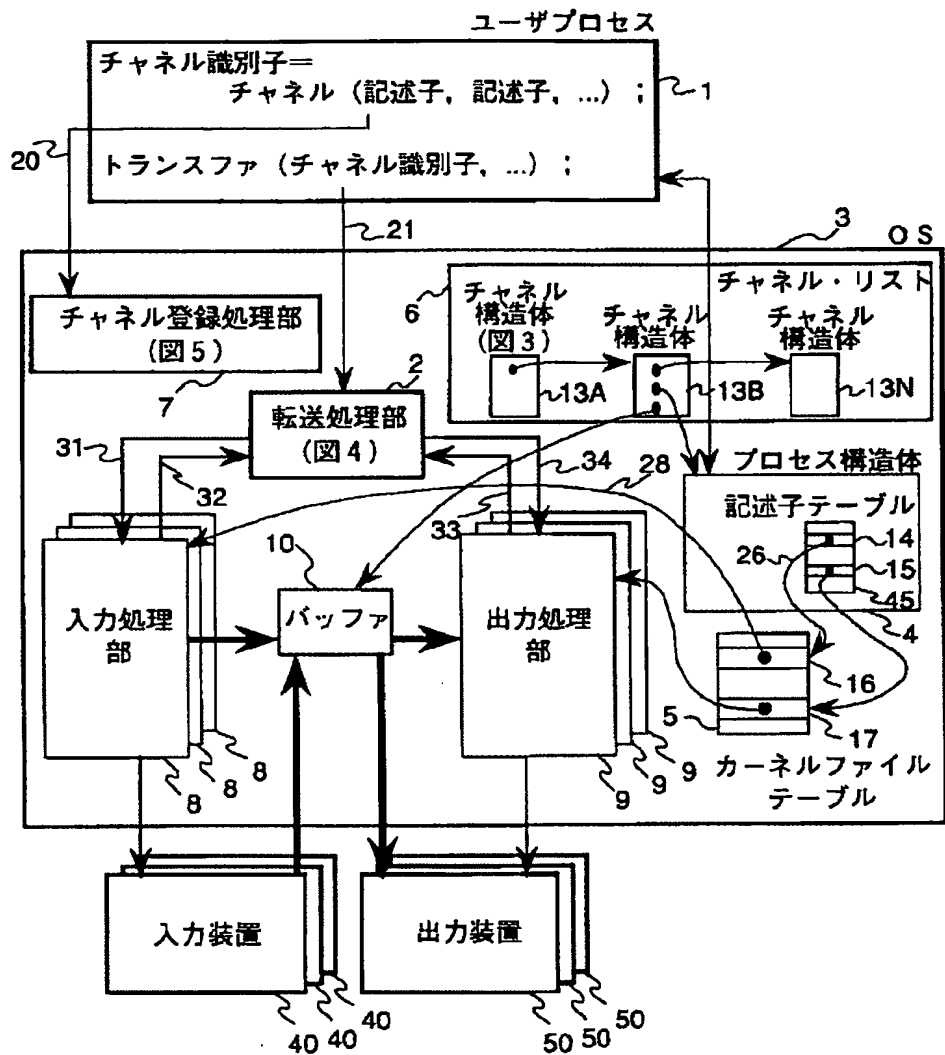 ユーザプロセス
チャネル識別子＝
チャネル（記述子，記述子，...）；
1
20
トランスファ（チャネル識別子，...）；
21
3
OS
チャネル・リスト
6
チャネル
構造体
(図3)
チャネル
構造体
チャネル
構造体
13A
13B
13N
チャネル登録処理部
(図5)
7
2
転送処理部
(図4)
31
32
33
34
28
プロセス構造体
記述子テーブル
26
14
15
45
4
10
入力処理
部
バッファ
出力処理
部
16
5
17
カーネルファイル
テーブル
8
8
8
9
9
9
入力装置
出力装置
40
40
40
50
50
50